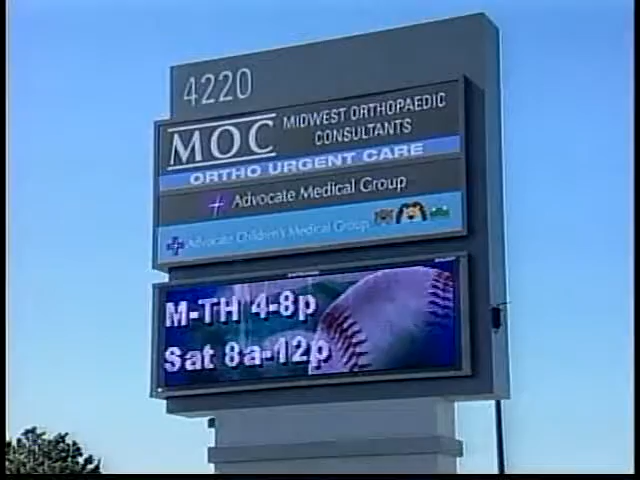 4220
MOC
MIDWEST ORTHOPAEDIC
CONSULTANTS
ORTHO URGENT CARE
Advocate Medical Group
Advocate Children's Medical Group
M-TH 4-8p
Sat 8a-12p